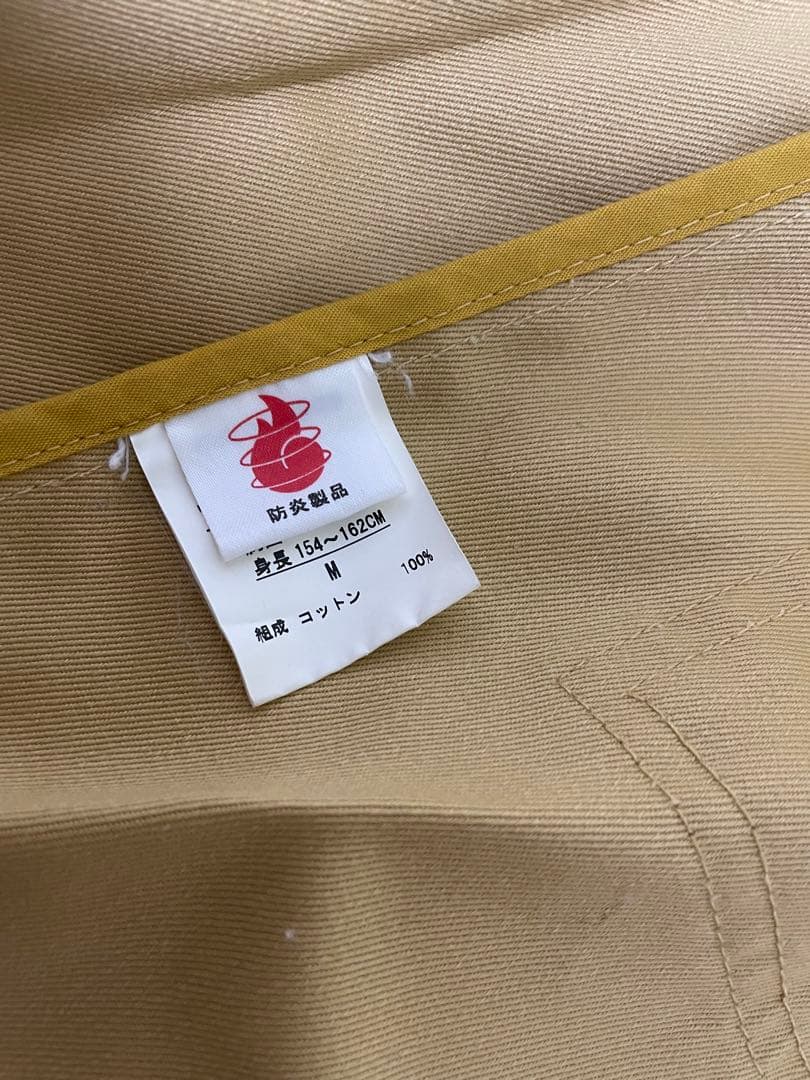 防炎製品
身長 154～162CM
M
組成 コットン 100%